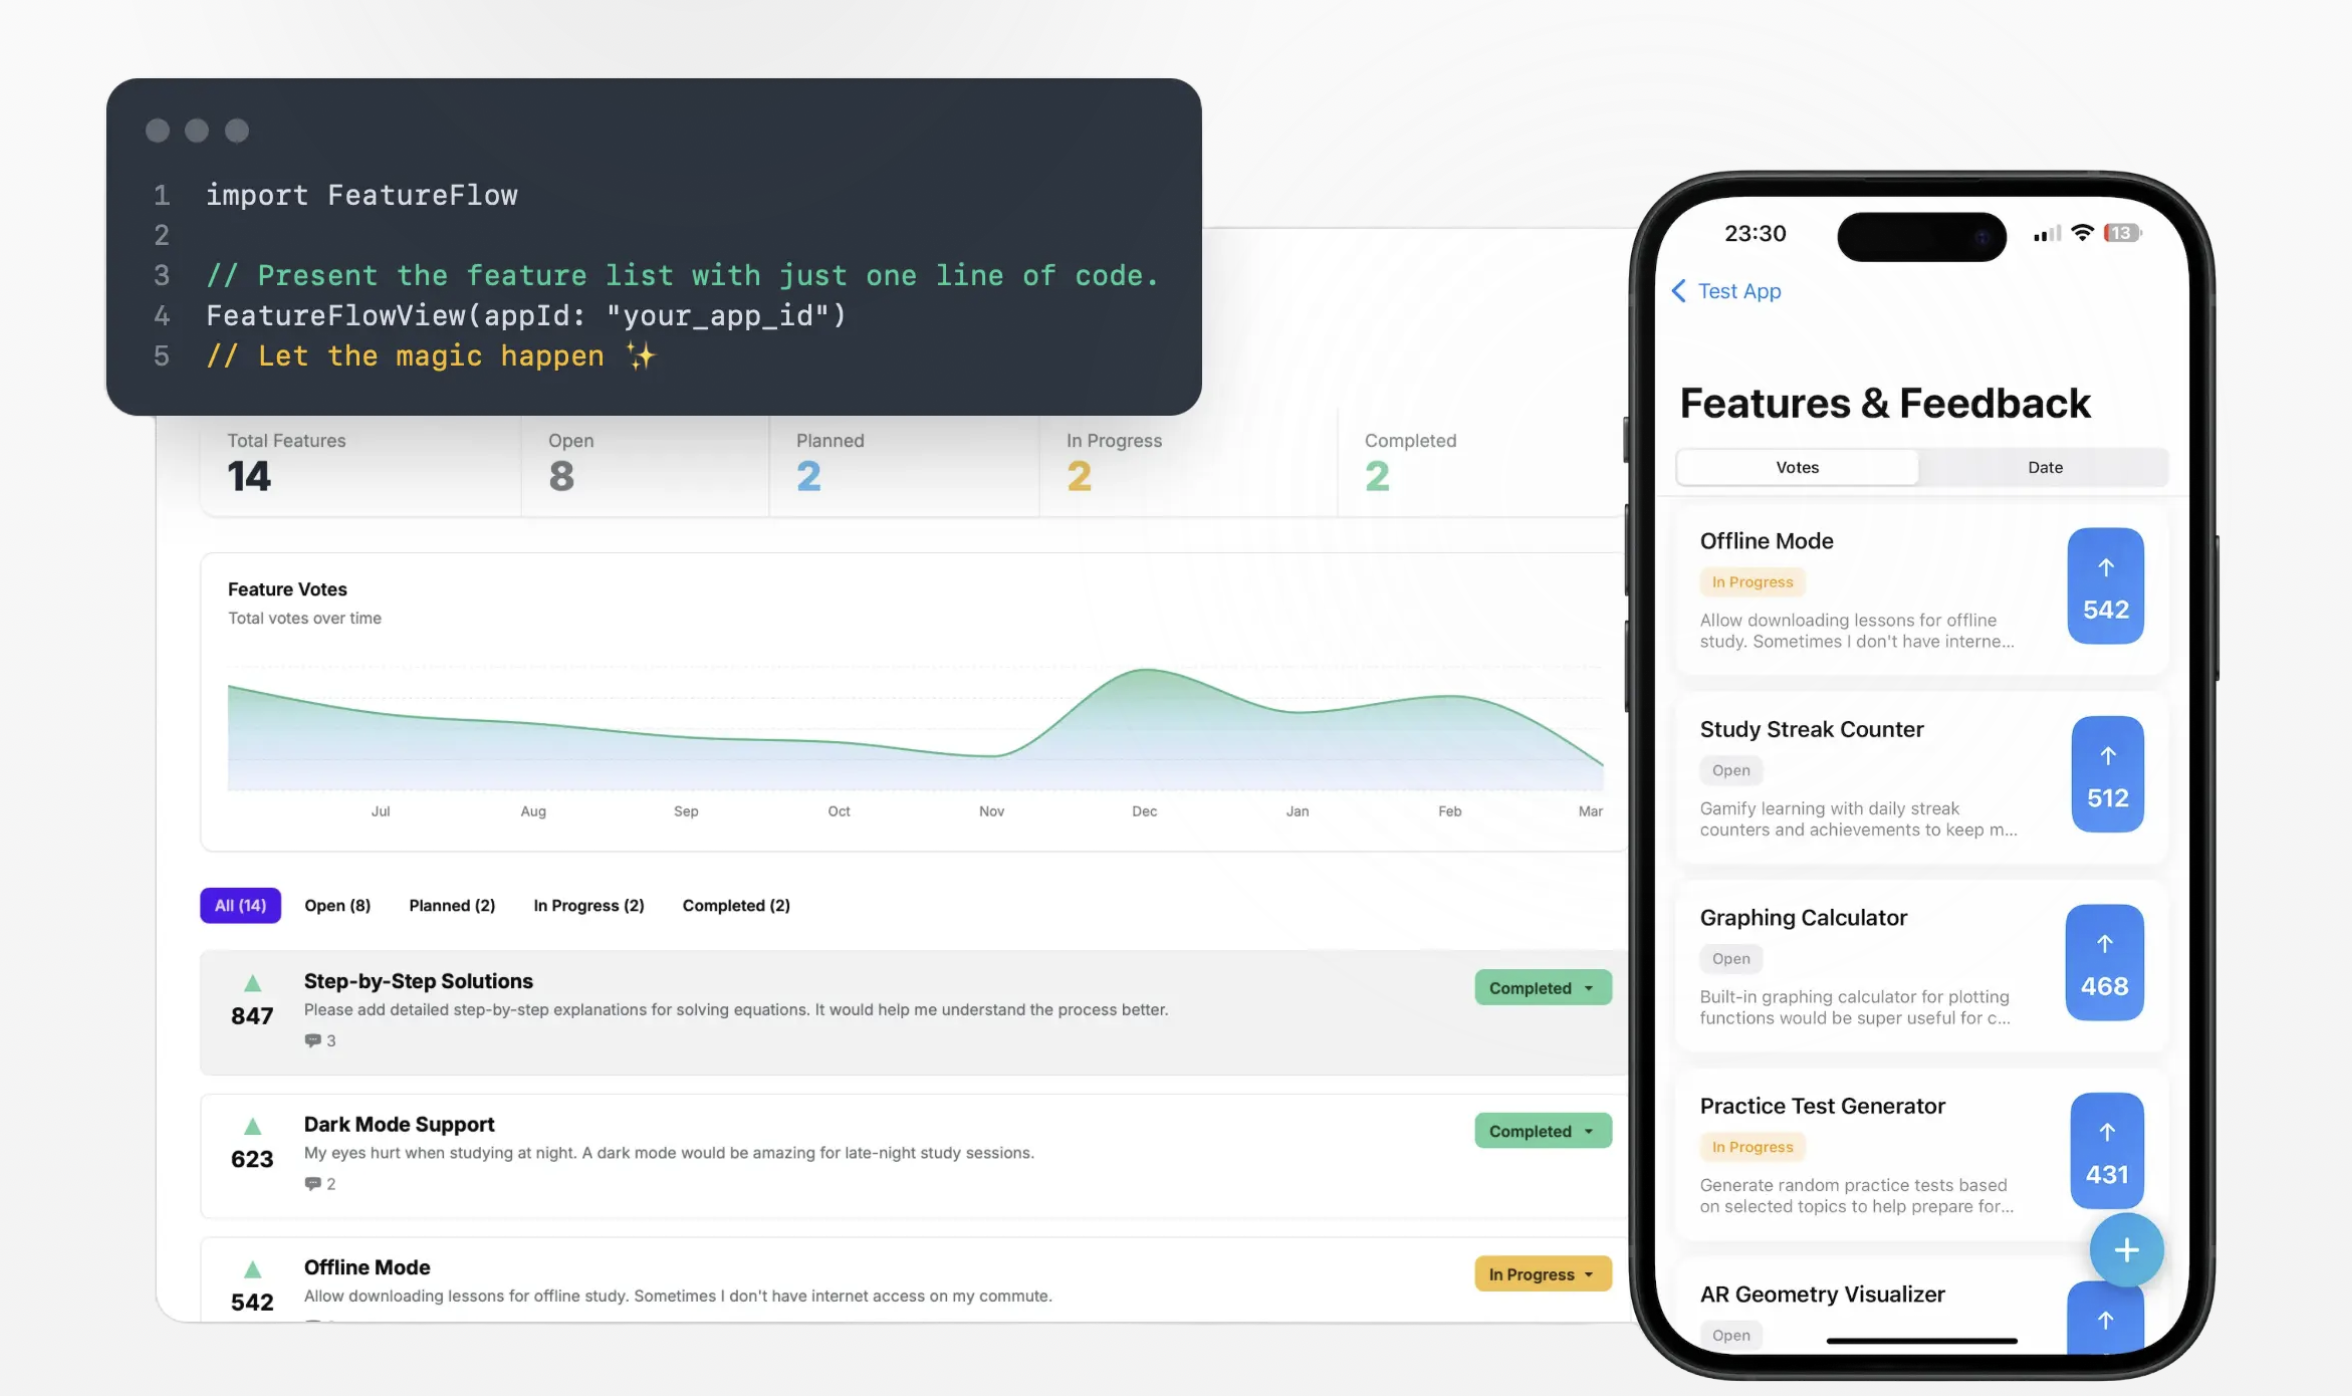 1 import FeatureFlow
2
3 // Present the feature list with just one line of code.
4 FeatureFlowView(appId: "your_app_id")
5 // Let the magic happen ✨
Total Features
14
Open
8
Planned
2
In Progress
2
Completed
2
Feature Votes
Total votes over time
Jul Aug Sep Oct Nov Dec Jan Feb Mar
All (14) Open (8) Planned (2) In Progress (2) Completed (2)
847
Step-by-Step Solutions
Please add detailed step-by-step explanations for solving equations. It would help me understand the process better.
3
Completed
623
Dark Mode Support
My eyes hurt when studying at night. A dark mode would be amazing for late-night study sessions.
2
Completed
542
Offline Mode
Allow downloading lessons for offline study. Sometimes I don't have internet access on my commute.
In Progress
23:30
13
Test App
Features & Feedback
Votes Date
Offline Mode
In Progress
Allow downloading lessons for offline
study. Sometimes I don't have interne...
542
Study Streak Counter
Open
Gamify learning with daily streak
counters and achievements to keep m...
512
Graphing Calculator
Open
Built-in graphing calculator for plotting
functions would be super useful for c...
468
Practice Test Generator
In Progress
Generate random practice tests based
on selected topics to help prepare for...
431
+
AR Geometry Visualizer
Open